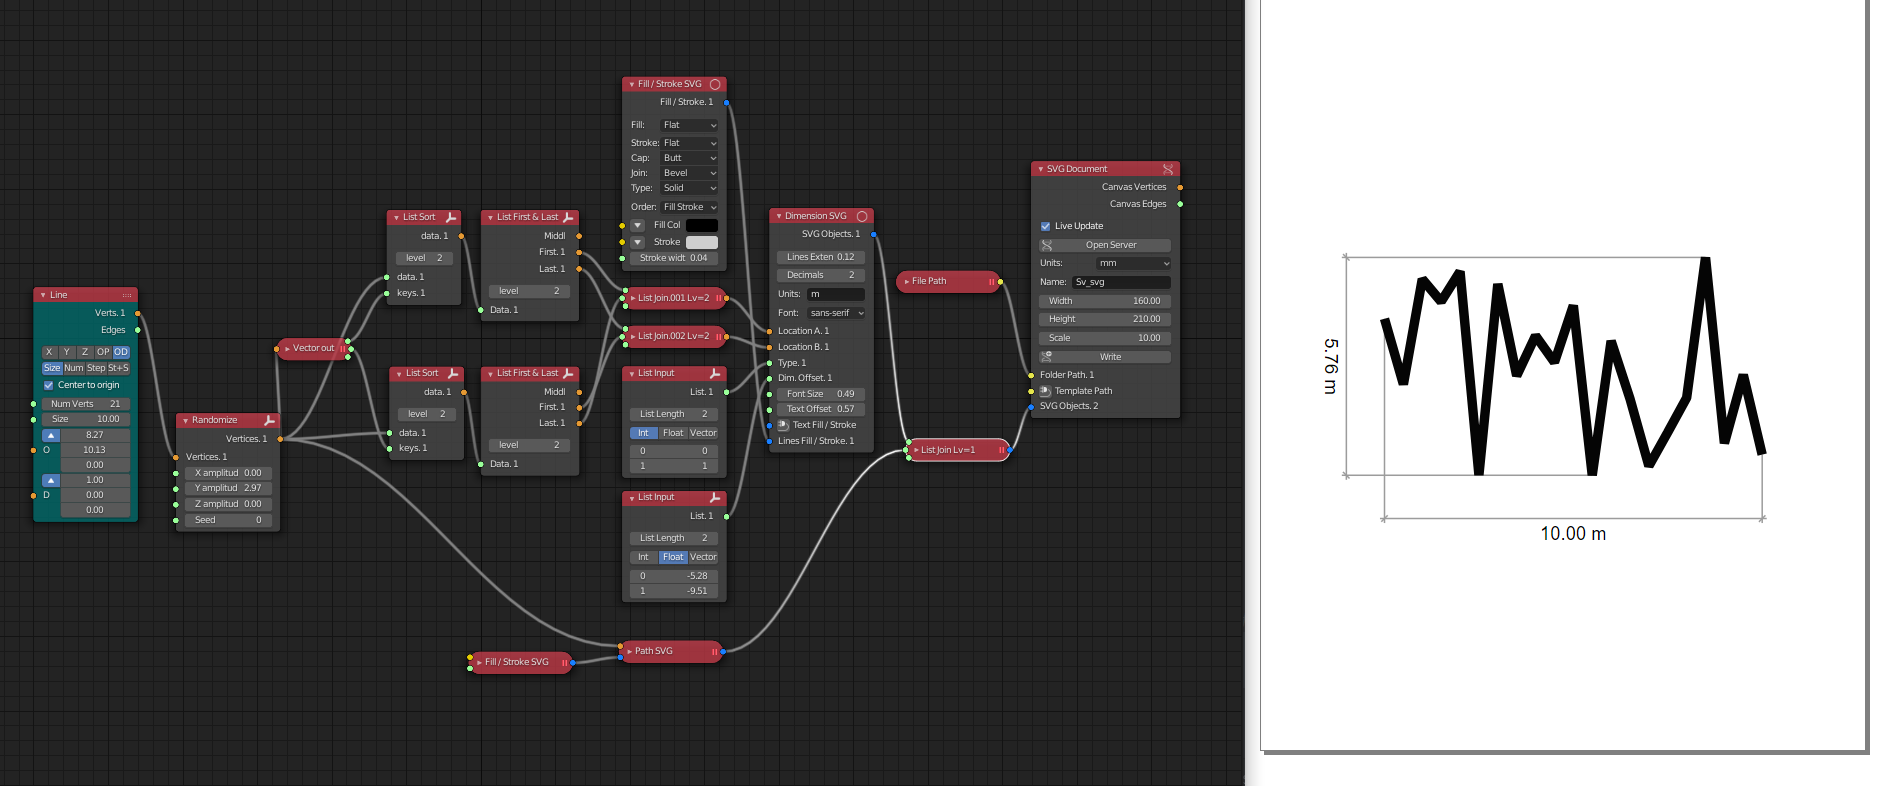 Line
Verts. 1
Edges
X Y Z OP OD
Size Num Step St+S
Center to origin
Num Verts 21
Size 10.00
8.27
O 10.13
0.00
1.00
D 0.00
0.00
Randomize
Vertices. 1
Vertices. 1
X amplitud 0.00
Y amplitud 2.97
Z amplitud 0.00
Seed 0
Vector out
List Sort
data. 1
level 2
data. 1
keys. 1
List First & Last
Middl
First. 1
Last. 1
level 2
Data. 1
List Sort
data. 1
level 2
data. 1
keys. 1
List First & Last
Middl
First. 1
Last. 1
level 2
Data. 1
Fill / Stroke SVG
Fill / Stroke. 1
Fill: Flat
Stroke: Flat
Cap: Butt
Join: Bevel
Type: Solid
Order: Fill Stroke
Fill Col
Stroke
Stroke widt 0.04
List Join.001 Lv=2
List Join.002 Lv=2
List Input
List. 1
List Length 2
Int Float Vector
0 0
1 1
List Input
List. 1
List Length 2
Int Float Vector
0 -5.28
1 -9.51
Fill / Stroke SVG
Path SVG
Dimension SVG
SVG Objects. 1
Lines Exten 0.12
Decimals 2
Units: m
Font: sans-serif
Location A. 1
Location B. 1
Type. 1
Dim. Offset. 1
Font Size 0.49
Text Offset 0.57
Text Fill / Stroke
Lines Fill / Stroke. 1
File Path
List Join Lv=1
SVG Document
Canvas Vertices
Canvas Edges
Live Update
Open Server
Units: mm
Name: Sv_svg
Width 160.00
Height 210.00
Scale 10.00
Write
Folder Path. 1
Template Path
SVG Objects. 2
5.76 m
10.00 m